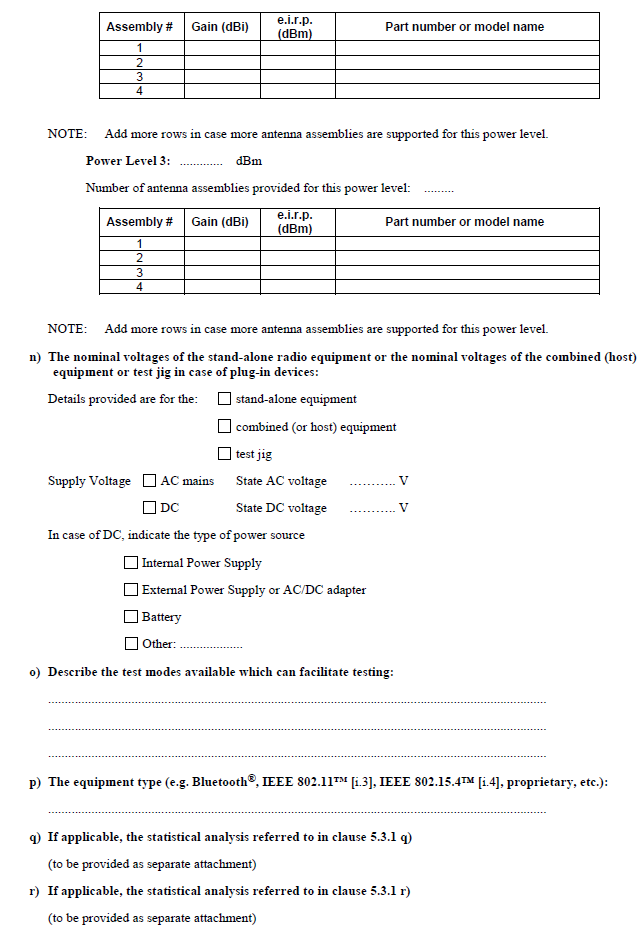 Assembly # Gain (dBi) e.i.r.p. (dBm) Part number or model name
1
2
3
4
NOTE: Add more rows in case more antenna assemblies are supported for this power level.
Power Level 3: ............. dBm
Number of antenna assemblies provided for this power level: .........
Assembly # Gain (dBi) e.i.r.p. (dBm) Part number or model name
1
2
3
4
NOTE: Add more rows in case more antenna assemblies are supported for this power level.
n) The nominal voltages of the stand-alone radio equipment or the nominal voltages of the combined (host)
equipment or test jig in case of plug-in devices:
Details provided are for the: stand-alone equipment
combined (or host) equipment
test jig
Supply Voltage AC mains State AC voltage ........... V
DC State DC voltage ........... V
In case of DC, indicate the type of power source
Internal Power Supply
External Power Supply or AC/DC adapter
Battery
Other: ...................
o) Describe the test modes available which can facilitate testing:
......................................................................................................................................................
......................................................................................................................................................
......................................................................................................................................................
p) The equipment type (e.g. Bluetooth®, IEEE 802.11™ [i.3], IEEE 802.15.4™ [i.4], proprietary, etc.):
......................................................................................................................................................
q) If applicable, the statistical analysis referred to in clause 5.3.1 q)
(to be provided as separate attachment)
r) If applicable, the statistical analysis referred to in clause 5.3.1 r)
(to be provided as separate attachment)